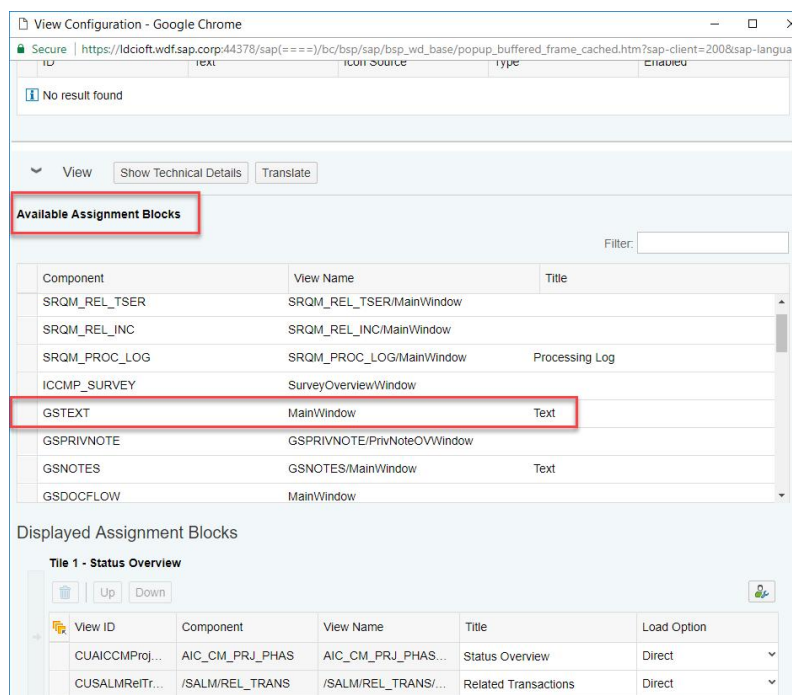 View Configuration - Google Chrome
Secure | https://ldcioft.wdf.sap.corp:44378/sap(====)/bc/bsp/sap/bsp_wd_base/popup_buffered_frame_cached.htm?sap-client=200&sap-langua
ID Text Icon Source Type Enabled
No result found
View Show Technical Details Translate
Available Assignment Blocks
Filter:
Component View Name Title
SRQM_REL_TSER SRQM_REL_TSER/MainWindow
SRQM_REL_INC SRQM_REL_INC/MainWindow
SRQM_PROC_LOG SRQM_PROC_LOG/MainWindow Processing Log
ICCMP_SURVEY SurveyOverviewWindow
GSTEXT MainWindow Text
GSPRIVNOTE GSPRIVNOTE/PrivNoteOVWindow
GSNOTES GSNOTES/MainWindow Text
GSDOCFLOW MainWindow
Displayed Assignment Blocks
Tile 1 - Status Overview
Up Down
View ID Component View Name Title Load Option
CUAICCMProj... AIC_CM_PRJ_PHAS AIC_CM_PRJ_PHAS... Status Overview Direct
CUSALMRelTr... /SALM/REL_TRANS /SALM/REL_TRANS/... Related Transactions Direct